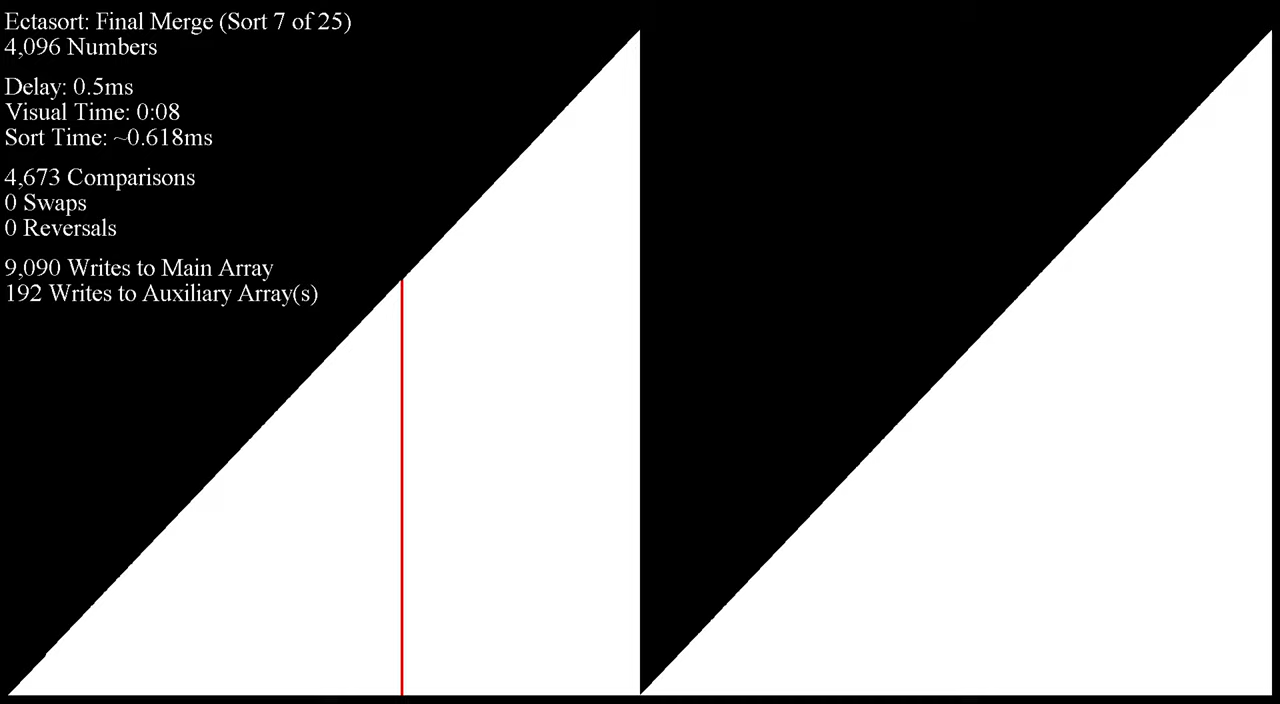 Ectasort: Final Merge (Sort 7 of 25)
4,096 Numbers
Delay: 0.5ms
Visual Time: 0:08
Sort Time: ~0.618ms
4,673 Comparisons
0 Swaps
0 Reversals
9,090 Writes to Main Array
192 Writes to Auxiliary Array(s)